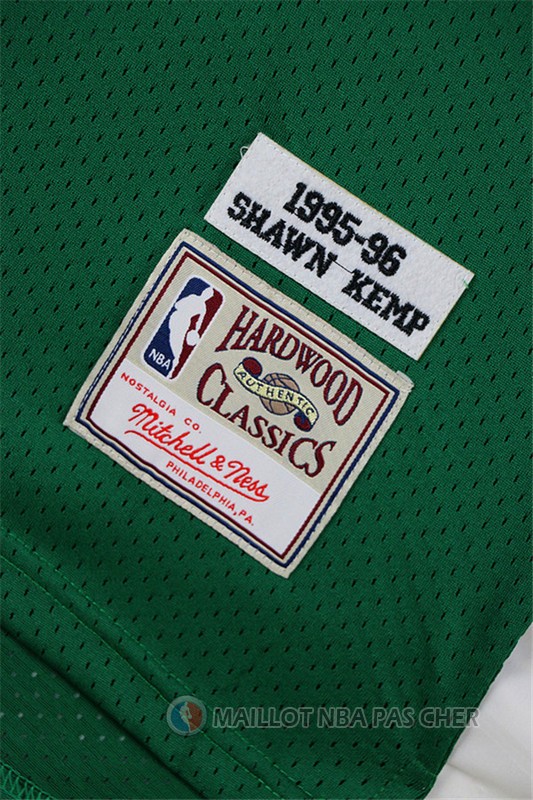 1995-96
SHAWN KEMP
NBA
HARDWOOD
AUTHENTIC
CLASSICS
NOSTALGIA CO.
Mitchell & Ness
PHILADELPHIA, PA.
MAILLOT NBA PAS CHER